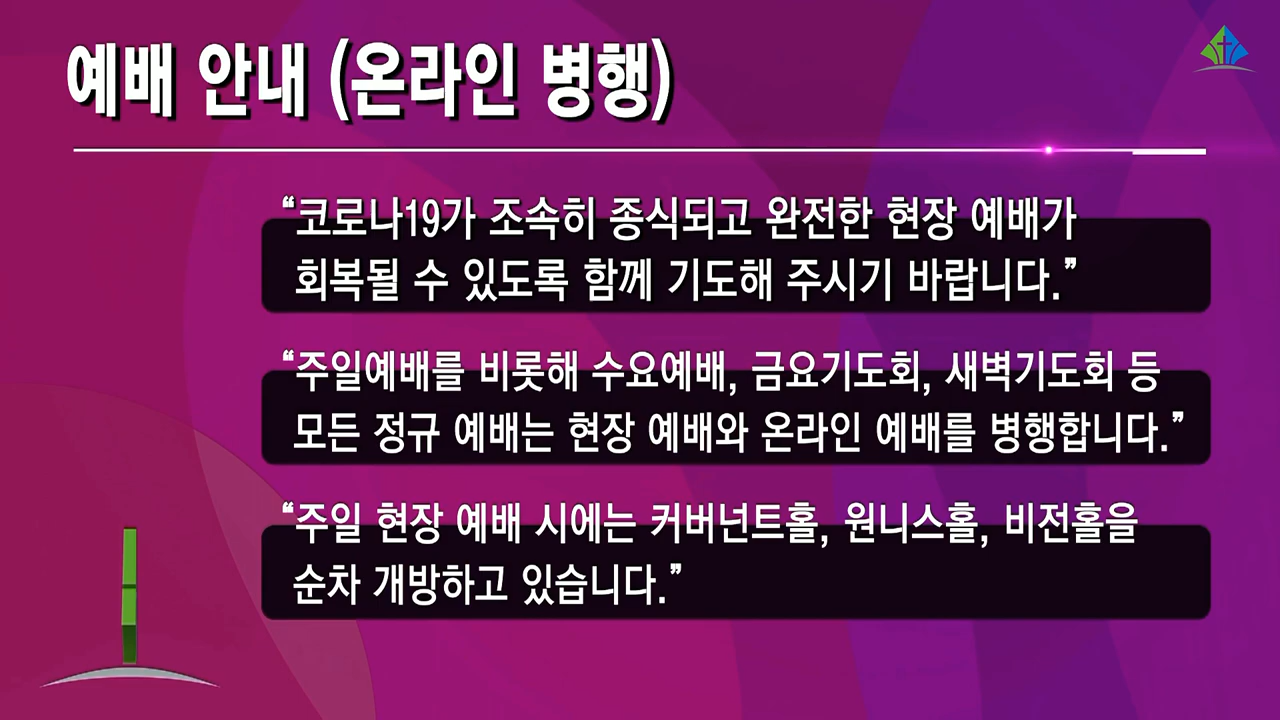 예배 안내 (온라인 병행)
“코로나19가 조속히 종식되고 완전한 현장 예배가
회복될 수 있도록 함께 기도해 주시기 바랍니다.”
“주일예배를 비롯해 수요예배, 금요기도회, 새벽기도회 등
모든 정규 예배는 현장 예배와 온라인 예배를 병행합니다.”
“주일 현장 예배 시에는 커버넌트홀, 원니스홀, 비전홀을
순차 개방하고 있습니다.”